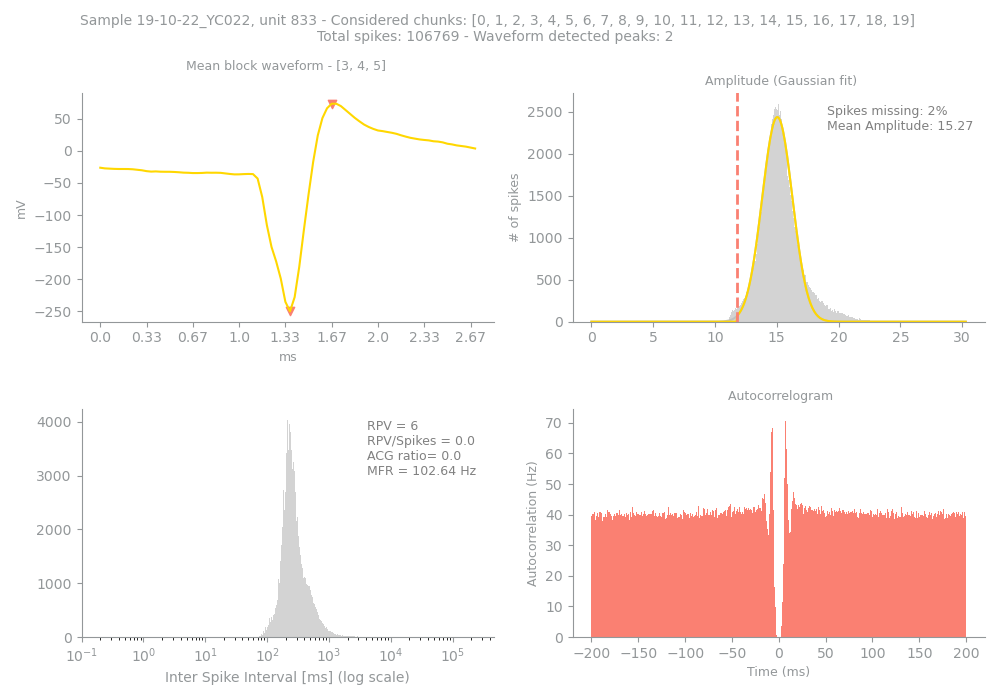 Sample 19-10-22_YC022, unit 833 - Considered chunks: [0, 1, 2, 3, 4, 5, 6, 7, 8, 9, 10, 11, 12, 13, 14, 15, 16, 17, 18, 19]
Total spikes: 106769 - Waveform detected peaks: 2
Mean block waveform - [3, 4, 5]
mV
50
0
−50
−100
−150
−200
−250
0.0 0.33 0.67 1.0 1.33 1.67 2.0 2.33 2.67
ms
Amplitude (Gaussian fit)
Spikes missing: 2%
Mean Amplitude: 15.27
# of spikes
2500
2000
1500
1000
500
0
0 5 10 15 20 25 30
RPV = 6
RPV/Spikes = 0.0
ACG ratio= 0.0
MFR = 102.64 Hz
4000
3000
2000
1000
0
10⁻¹ 10⁰ 10¹ 10² 10³ 10⁴ 10⁵
Inter Spike Interval [ms] (log scale)
Autocorrelogram
Autocorrelation (Hz)
70
60
50
40
30
20
10
0
−200 −150 −100 −50 0 50 100 150 200
Time (ms)